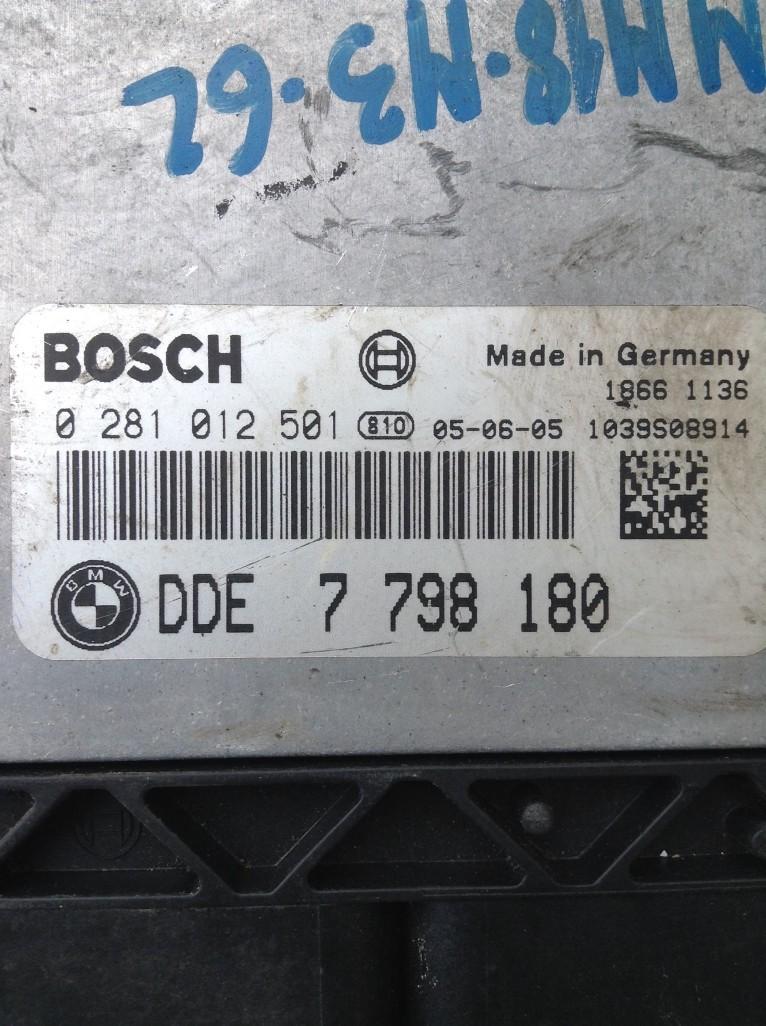 BOSCH Made in Germany
1866 1136
0 281 012 501 810 05-06-05 1039S08914
BMW DDE 7 798 180